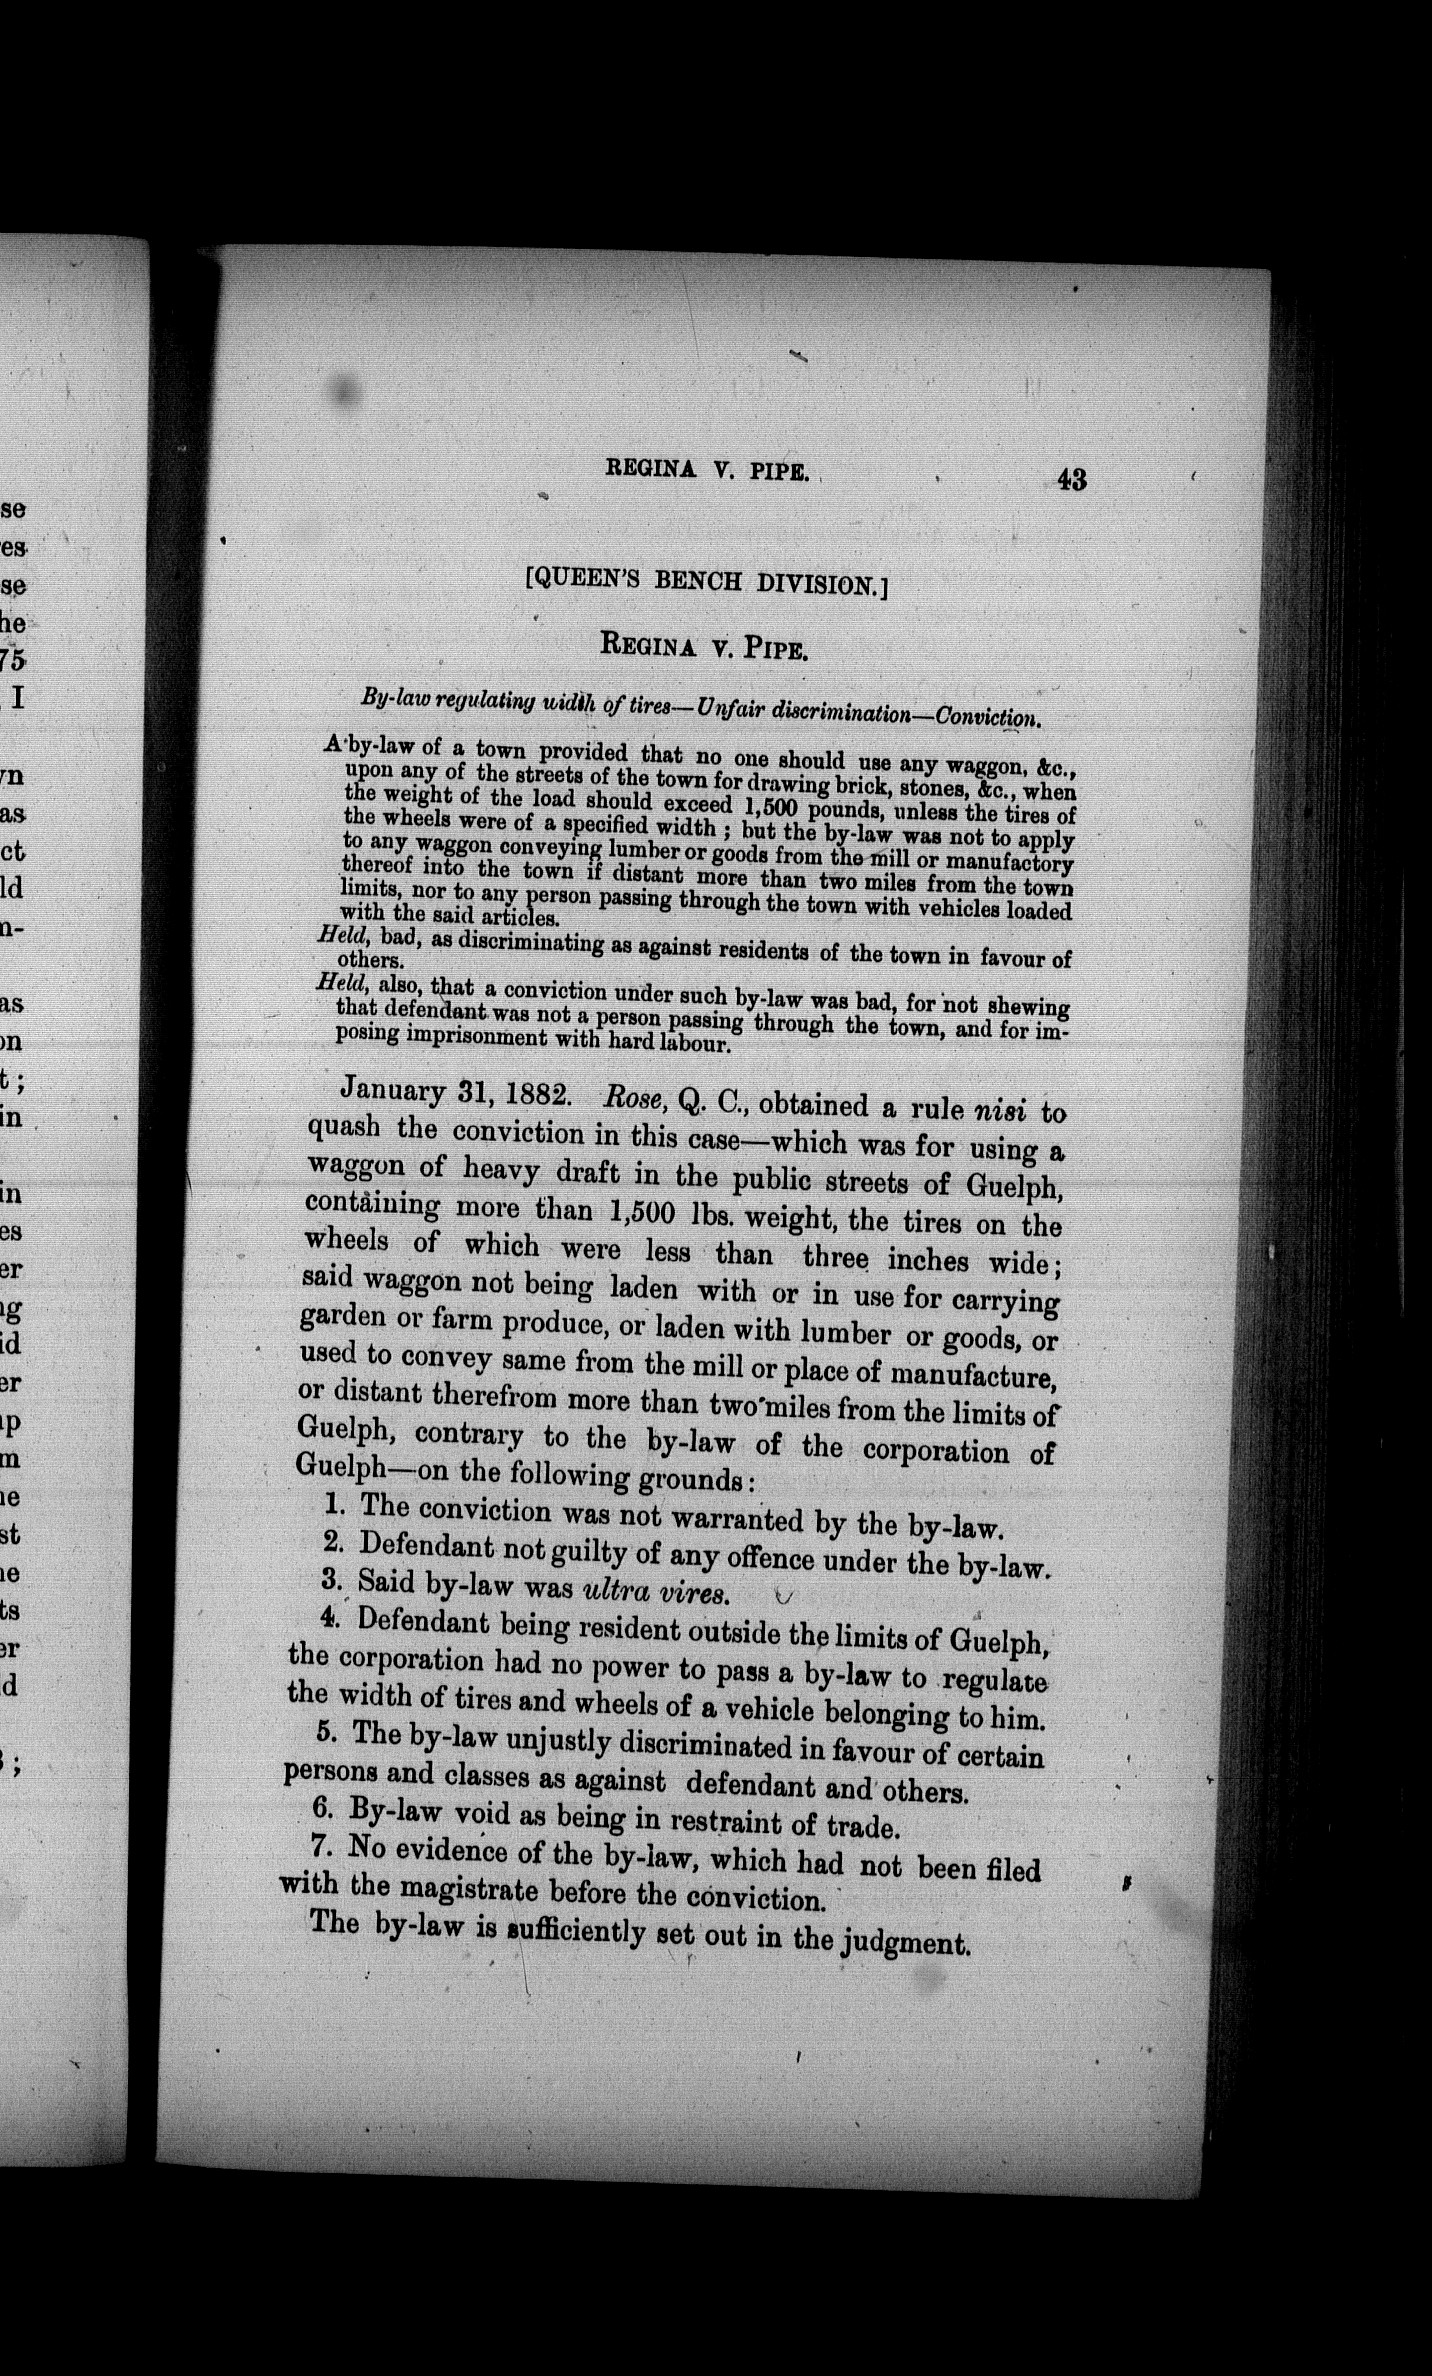 REGINA V. PIPE. 43
[QUEEN'S BENCH DIVISION.]
REGINA V. PIPE.
By-law regulating width of tires—Unfair discrimination—Conviction.
A by-law of a town provided that no one should use any waggon, &c.,
upon any of the streets of the town for drawing brick, stones, &c., when
the weight of the load should exceed 1,500 pounds, unless the tires of
the wheels were of a specified width ; but the by-law was not to apply
to any waggon conveying lumber or goods from the mill or manufactory
thereof into the town if distant more than two miles from the town
limits, nor to any person passing through the town with vehicles loaded
with the said articles.
Held, bad, as discriminating as against residents of the town in favour of
others.
Held, also, that a conviction under such by-law was bad, for not shewing
that defendant was not a person passing through the town, and for im-
posing imprisonment with hard labour.
January 31, 1882. Rose, Q. C., obtained a rule nisi to
quash the conviction in this case—which was for using a
waggon of heavy draft in the public streets of Guelph,
containing more than 1,500 lbs. weight, the tires on the
wheels of which were less than three inches wide;
said waggon not being laden with or in use for carrying
garden or farm produce, or laden with lumber or goods, or
used to convey same from the mill or place of manufacture,
or distant therefrom more than two miles from the limits of
Guelph, contrary to the by-law of the corporation of
Guelph—on the following grounds:
1. The conviction was not warranted by the by-law.
2. Defendant not guilty of any offence under the by-law.
3. Said by-law was ultra vires.
4. Defendant being resident outside the limits of Guelph,
the corporation had no power to pass a by-law to regulate
the width of tires and wheels of a vehicle belonging to him.
5. The by-law unjustly discriminated in favour of certain
persons and classes as against defendant and others.
6. By-law void as being in restraint of trade.
7. No evidence of the by-law, which had not been filed
with the magistrate before the conviction.
The by-law is sufficiently set out in the judgment.